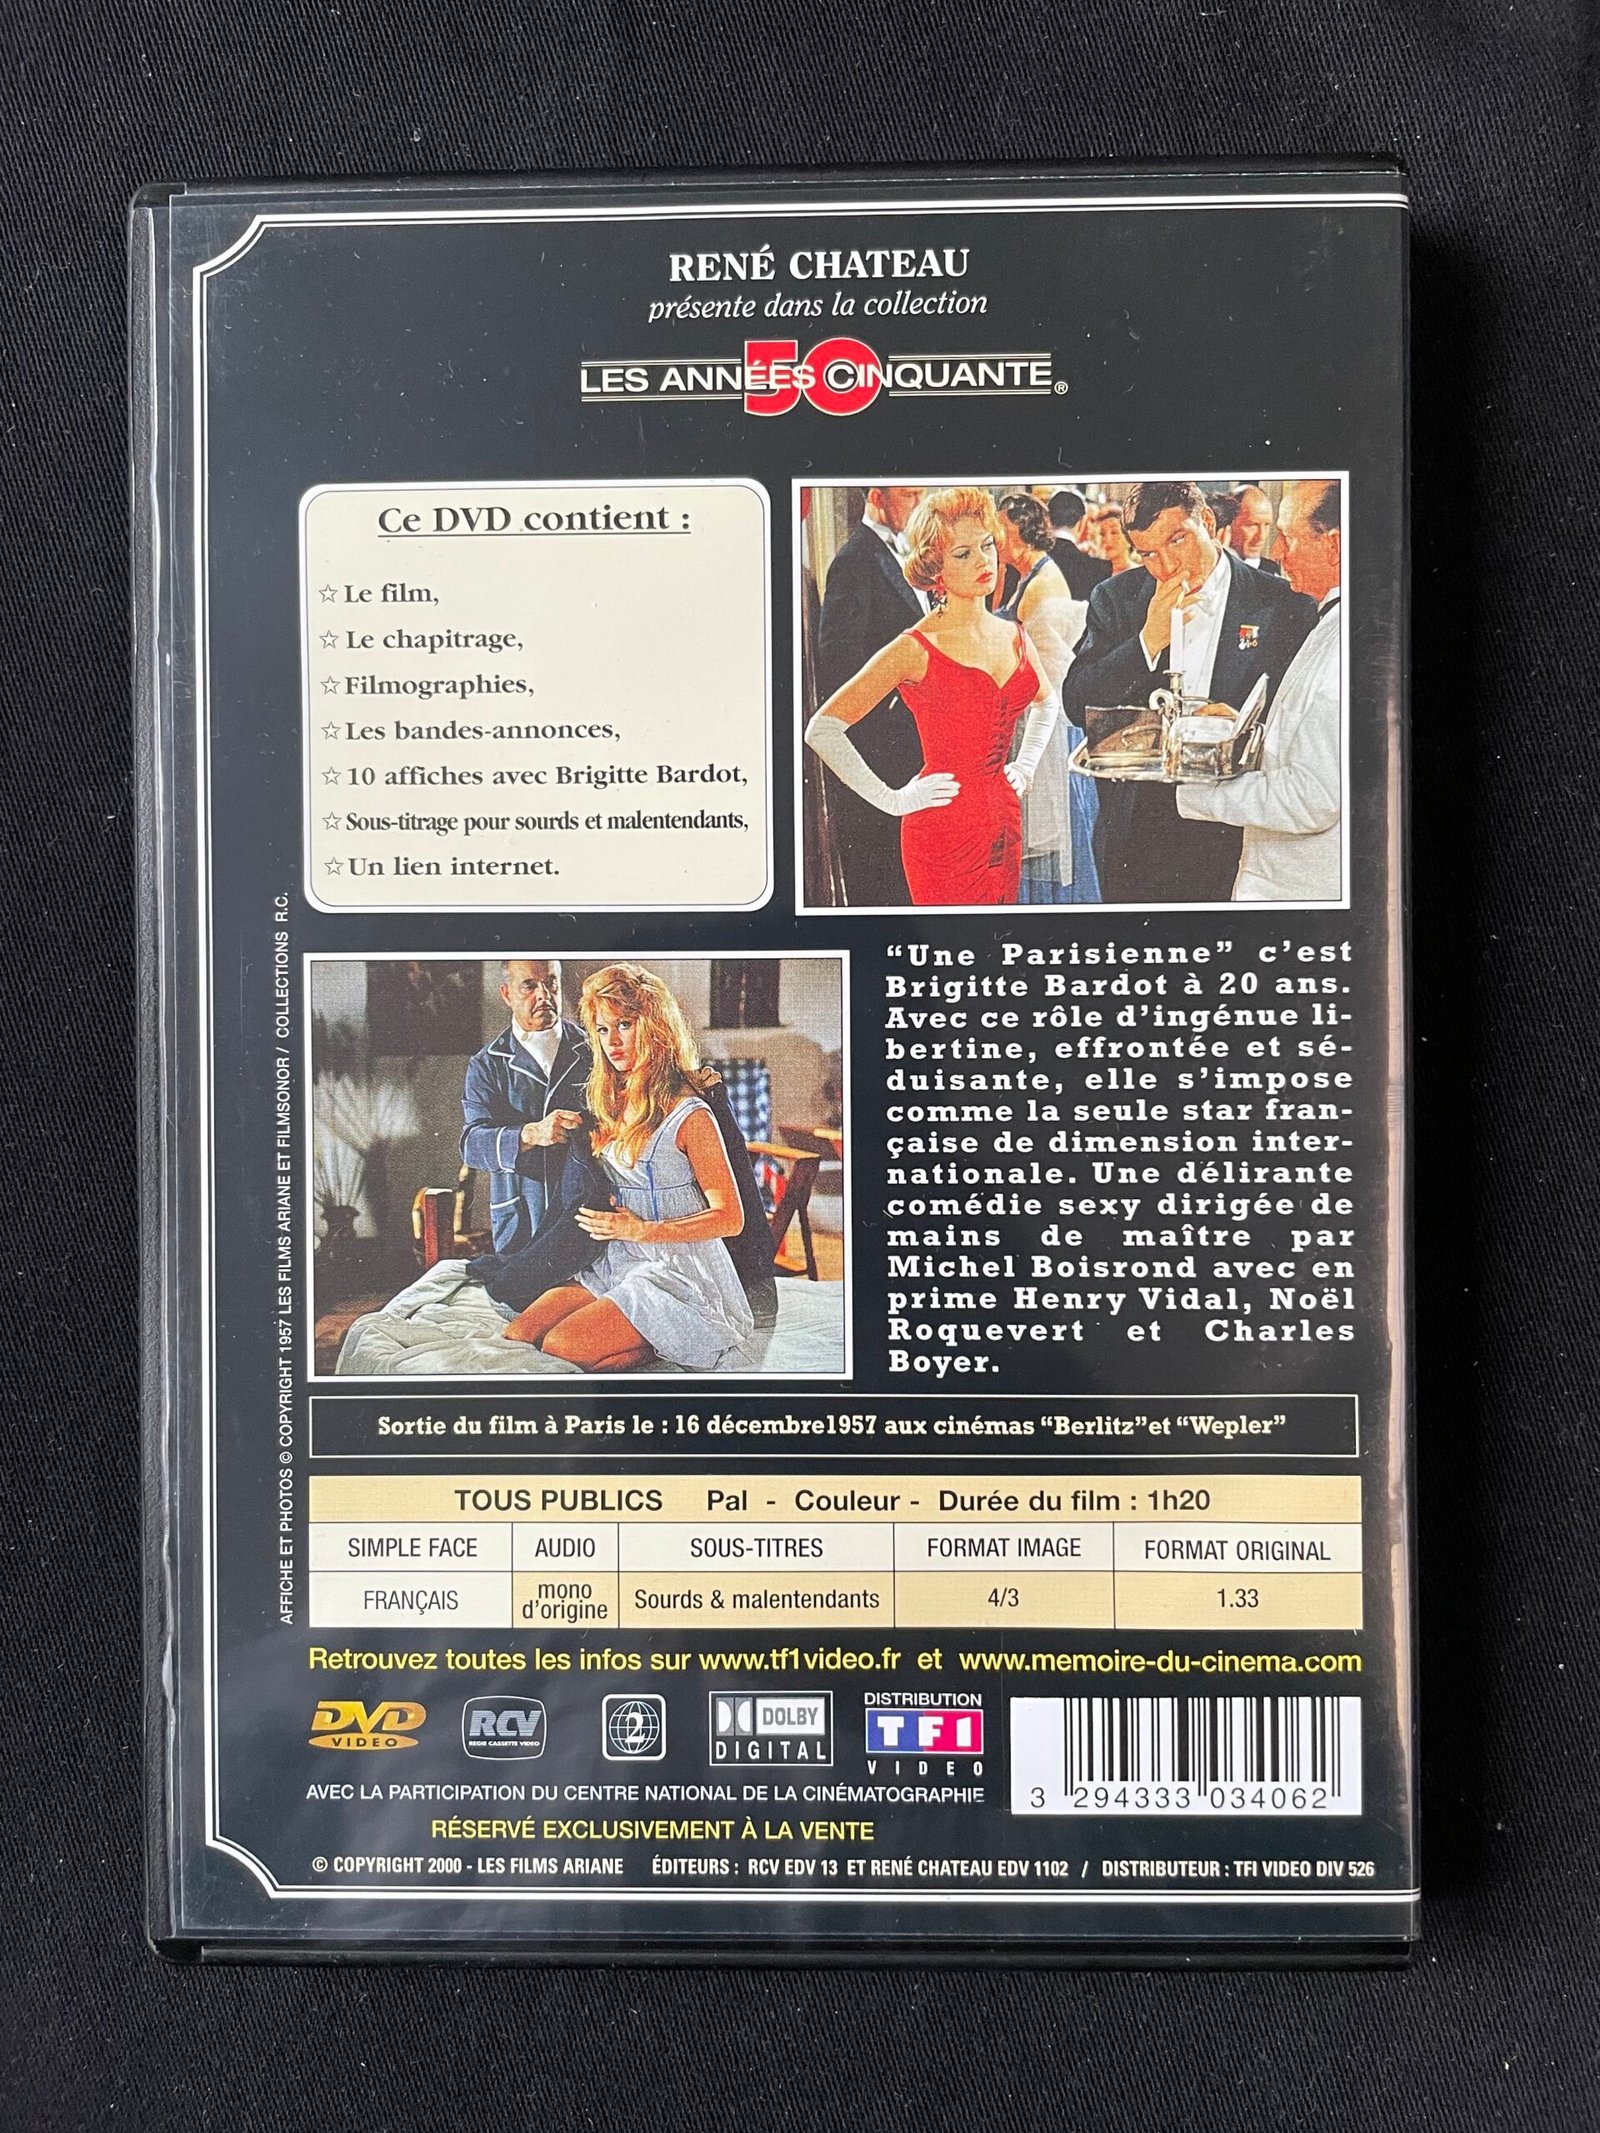 RENÉ CHATEAU
présente dans la collection
50
LES ANNÉES CINQUANTE®
Ce DVD contient :
☆ Le film,
☆ Le chapitrage,
☆ Filmographies,
☆ Les bandes-annonces,
☆ 10 affiches avec Brigitte Bardot,
☆ Sous-titrage pour sourds et malentendants,
☆ Un lien internet.
AFFICHE ET PHOTOS © COPYRIGHT 1957 LES FILMS ARIANE ET FILMSONOR / COLLECTIONS R.C.
“Une Parisienne” c’est
Brigitte Bardot à 20 ans.
Avec ce rôle d’ingénue li-
bertine, effrontée et sé-
duisante, elle s’impose
comme la seule star fran-
çaise de dimension inter-
nationale. Une délirante
comédie sexy dirigée de
mains de maître par
Michel Boisrond avec en
prime Henry Vidal, Noël
Roquevert et Charles
Boyer.
Sortie du film à Paris le : 16 décembre1957 aux cinémas “Berlitz”et “Wepler”
TOUS PUBLICS Pal - Couleur - Durée du film : 1h20
SIMPLE FACE AUDIO SOUS-TITRES FORMAT IMAGE FORMAT ORIGINAL
FRANÇAIS mono d’origine Sourds & malentendants 4/3 1.33
Retrouvez toutes les infos sur www.tf1video.fr et www.memoire-du-cinema.com
DVD
VIDEO
RCV
REGIE CASSETTE VIDEO
2
DOLBY
DIGITAL
DISTRIBUTION
TF1
VIDEO
3 294333 034062
AVEC LA PARTICIPATION DU CENTRE NATIONAL DE LA CINÉMATOGRAPHIE
RÉSERVÉ EXCLUSIVEMENT À LA VENTE
© COPYRIGHT 2000 - LES FILMS ARIANE ÉDITEURS : RCV EDV 13 ET RENÉ CHATEAU EDV 1102 / DISTRIBUTEUR : TFI VIDEO DIV 526